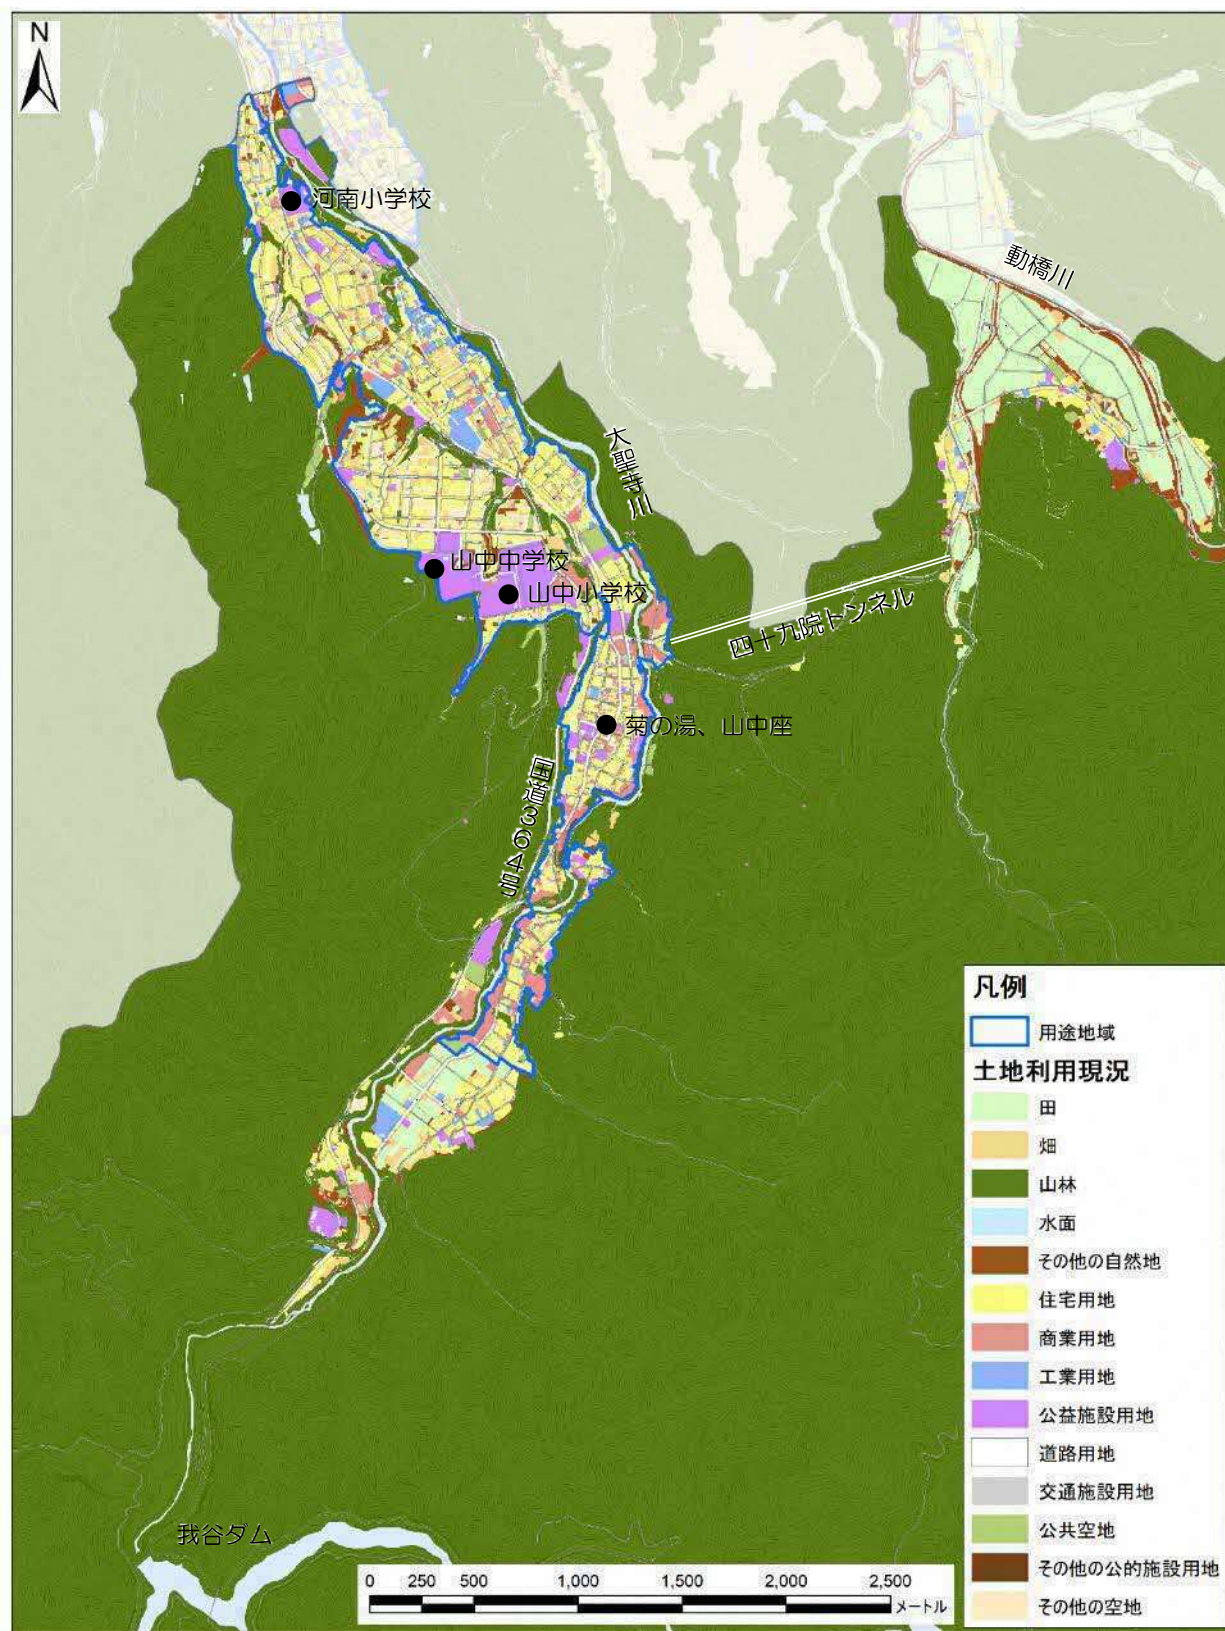 N
河南小学校
動橋川
大聖寺川
山中中学校
山中小学校
四十九院トンネル
菊の湯、山中座
国道364号
我谷ダム
凡例
用途地域
土地利用現況
田
畑
山林
水面
その他の自然地
住宅用地
商業用地
工業用地
公益施設用地
道路用地
交通施設用地
公共空地
その他の公的施設用地
その他の空地
0 250 500 1,000 1,500 2,000 2,500
メートル